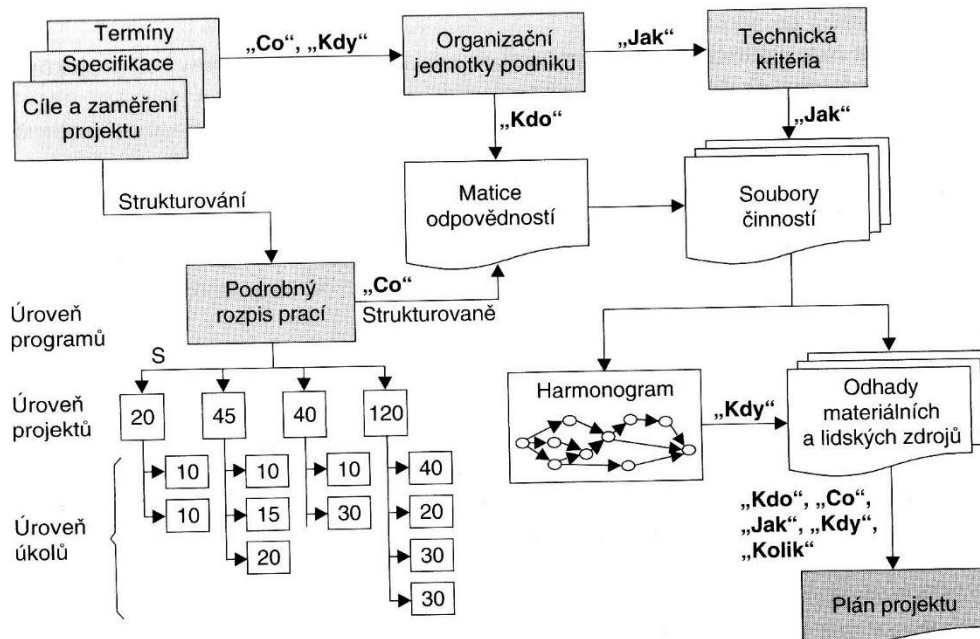 Termíny
Specifikace
Cíle a zaměření
projektu
„Co“, „Kdy“
Organizační
jednotky podniku
„Jak“
Technická
kritéria
„Kdo“
„Jak“
Strukturování
Matice
odpovědností
Soubory
činností
Podrobný
rozpis prací
„Co“
Strukturovaně
Úroveň
programů
S
Úroveň
projektů
20
45
40
120
Úroveň
úkolů
10
10
10
15
20
10
30
40
20
30
30
Harmonogram
„Kdy“
Odhady
materiálních
a lidských zdrojů
„Kdo“, „Co“,
„Jak“, „Kdy“,
„Kolik“
Plán projektu